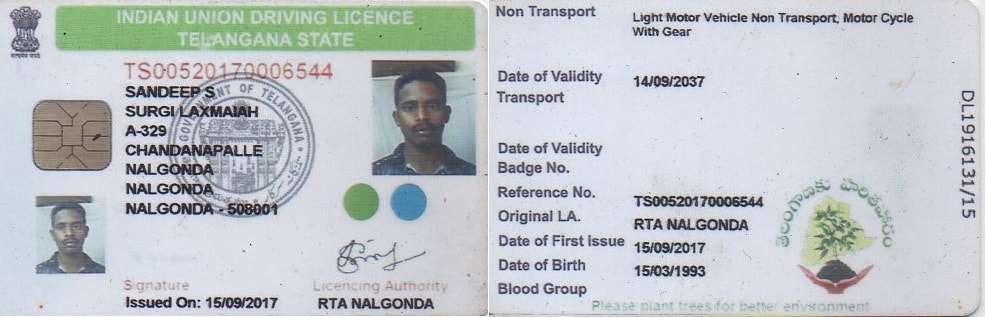 INDIAN UNION DRIVING LICENCE
TELANGANA STATE
TS00520170006544
SANDEEP S
SURGI LAXMAIAH
A-329
CHANDANAPALLE
NALGONDA
NALGONDA
NALGONDA - 508001
GOVERNMENT OF TELANGANA
Signature
Licencing Authority
Issued On: 15/09/2017
RTA NALGONDA
Non Transport
Light Motor Vehicle Non Transport, Motor Cycle
With Gear
Date of Validity 14/09/2037
Transport
Date of Validity
Badge No.
Reference No. TS00520170006544
Original LA. RTA NALGONDA
Date of First Issue 15/09/2017
Date of Birth 15/03/1993
Blood Group
DL1916131/15
తెలంగాణకు హరితహారం
Please plant trees for better environment